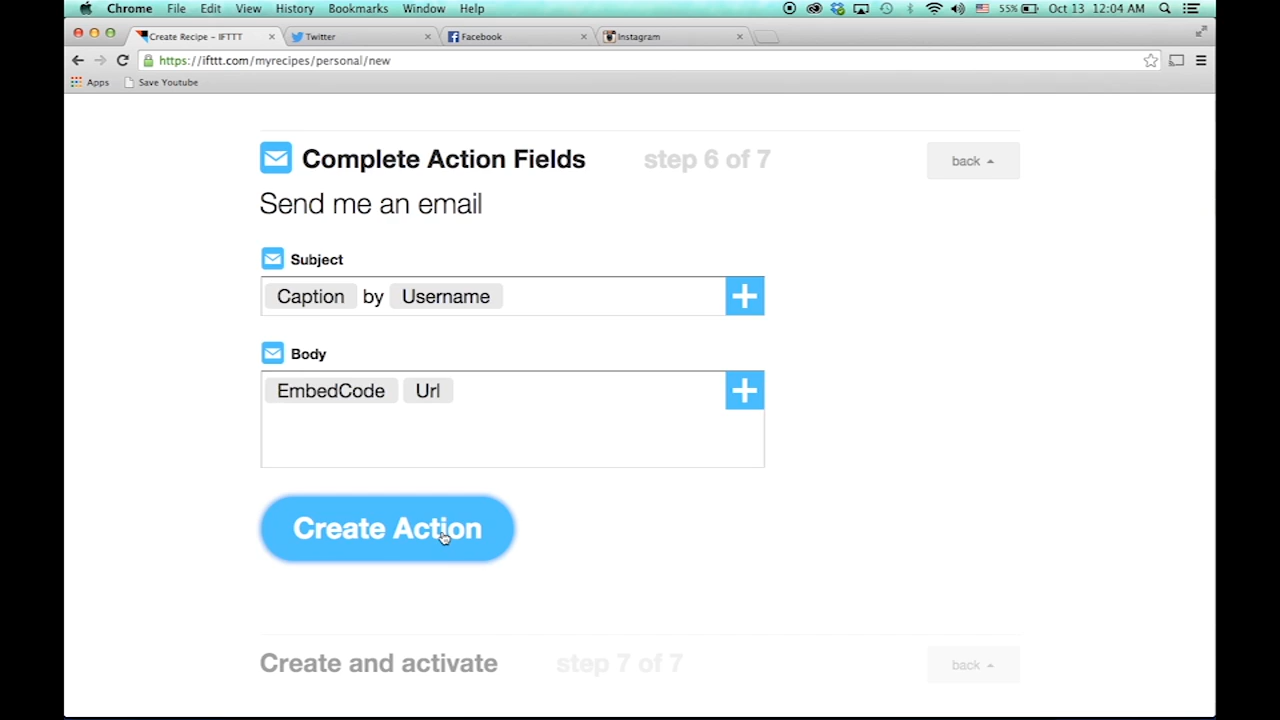 Chrome File Edit View History Bookmarks Window Help 55% Oct 13 12:04 AM
Create Recipe - IFTTT Twitter Facebook Instagram
https://ifttt.com/myrecipes/personal/new
Apps Save Youtube
Complete Action Fields step 6 of 7 back
Send me an email
Subject
Caption by Username
Body
EmbedCode Url
Create Action
Create and activate step 7 of 7 back